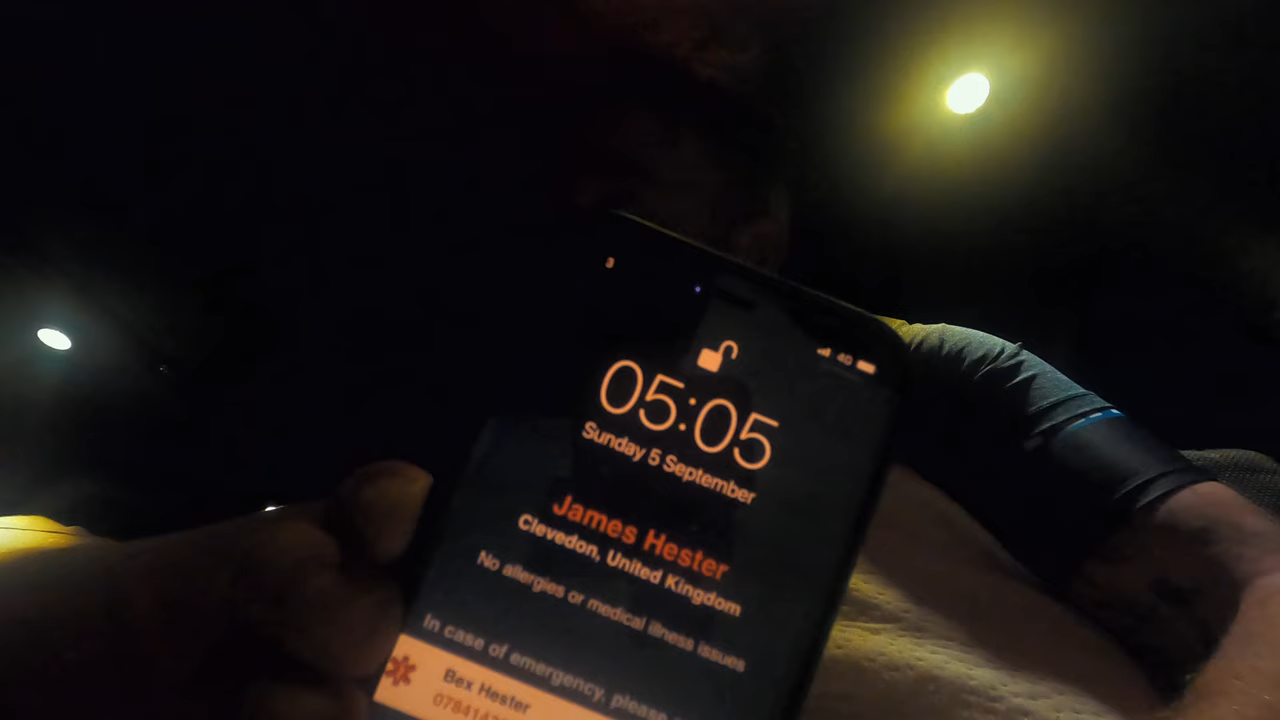 4G
05:05
Sunday 5 September
James Hester
Clevedon, United Kingdom
No allergies or medical illness issues
In case of emergency, please
Bex Hester